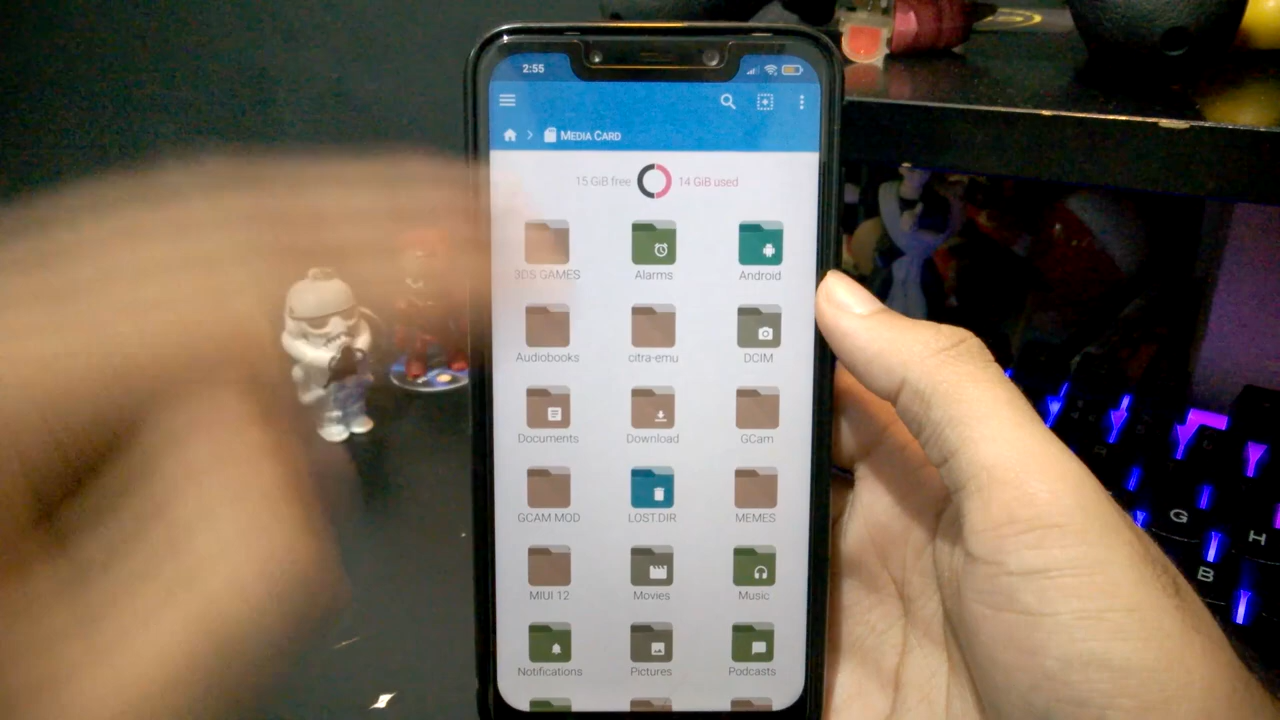 2:55
MEDIA CARD
15 GiB free 14 GiB used
3DS GAMES Alarms Android
Audiobooks citra-emu DCIM
Documents Download GCam
GCAM MOD LOST.DIR MEMES
MIUI 12 Movies Music
Notifications Pictures Podcasts
G
H
B